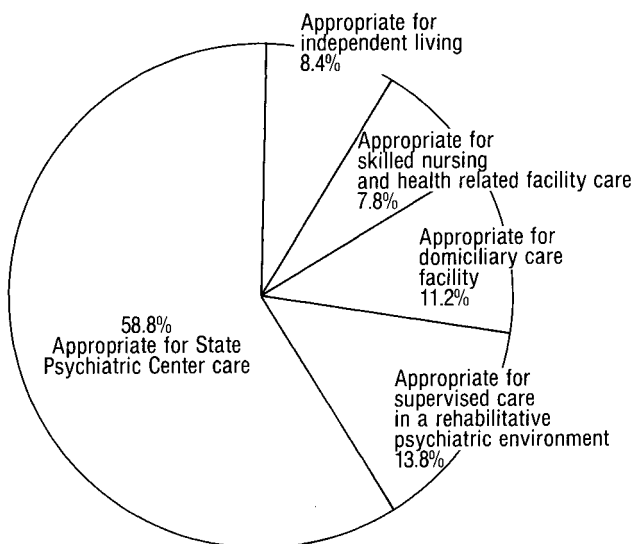 Appropriate for
independent living
8.4%
Appropriate for
skilled nursing
and health related facility care
7.8%
Appropriate for
domiciliary care
facility
11.2%
58.8%
Appropriate for State
Psychiatric Center care
Appropriate for
supervised care
in a rehabilitative
psychiatric environment
13.8%